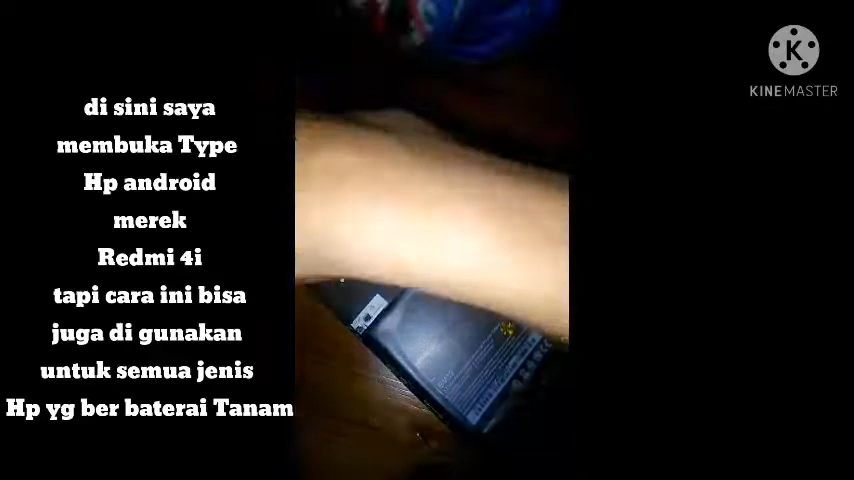 di sini saya
membuka Type
Hp android
merek
Redmi 4i
tapi cara ini bisa
juga di gunakan
untuk semua jenis
Hp yg ber baterai Tanam
K
KINEMASTER